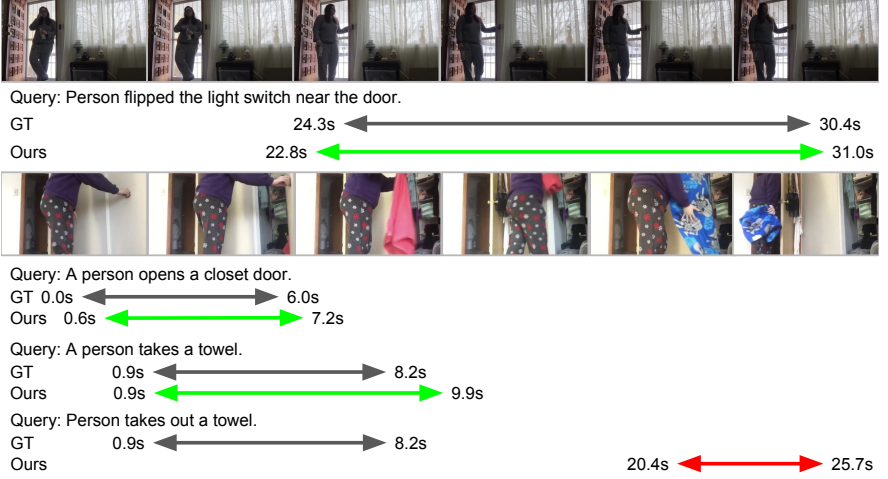 Query: Person flipped the light switch near the door.
GT 24.3s 30.4s
Ours 22.8s 31.0s
Query: A person opens a closet door.
GT 0.0s 6.0s
Ours 0.6s 7.2s
Query: A person takes a towel.
GT 0.9s 8.2s
Ours 0.9s 9.9s
Query: Person takes out a towel.
GT 0.9s 8.2s
Ours 20.4s 25.7s